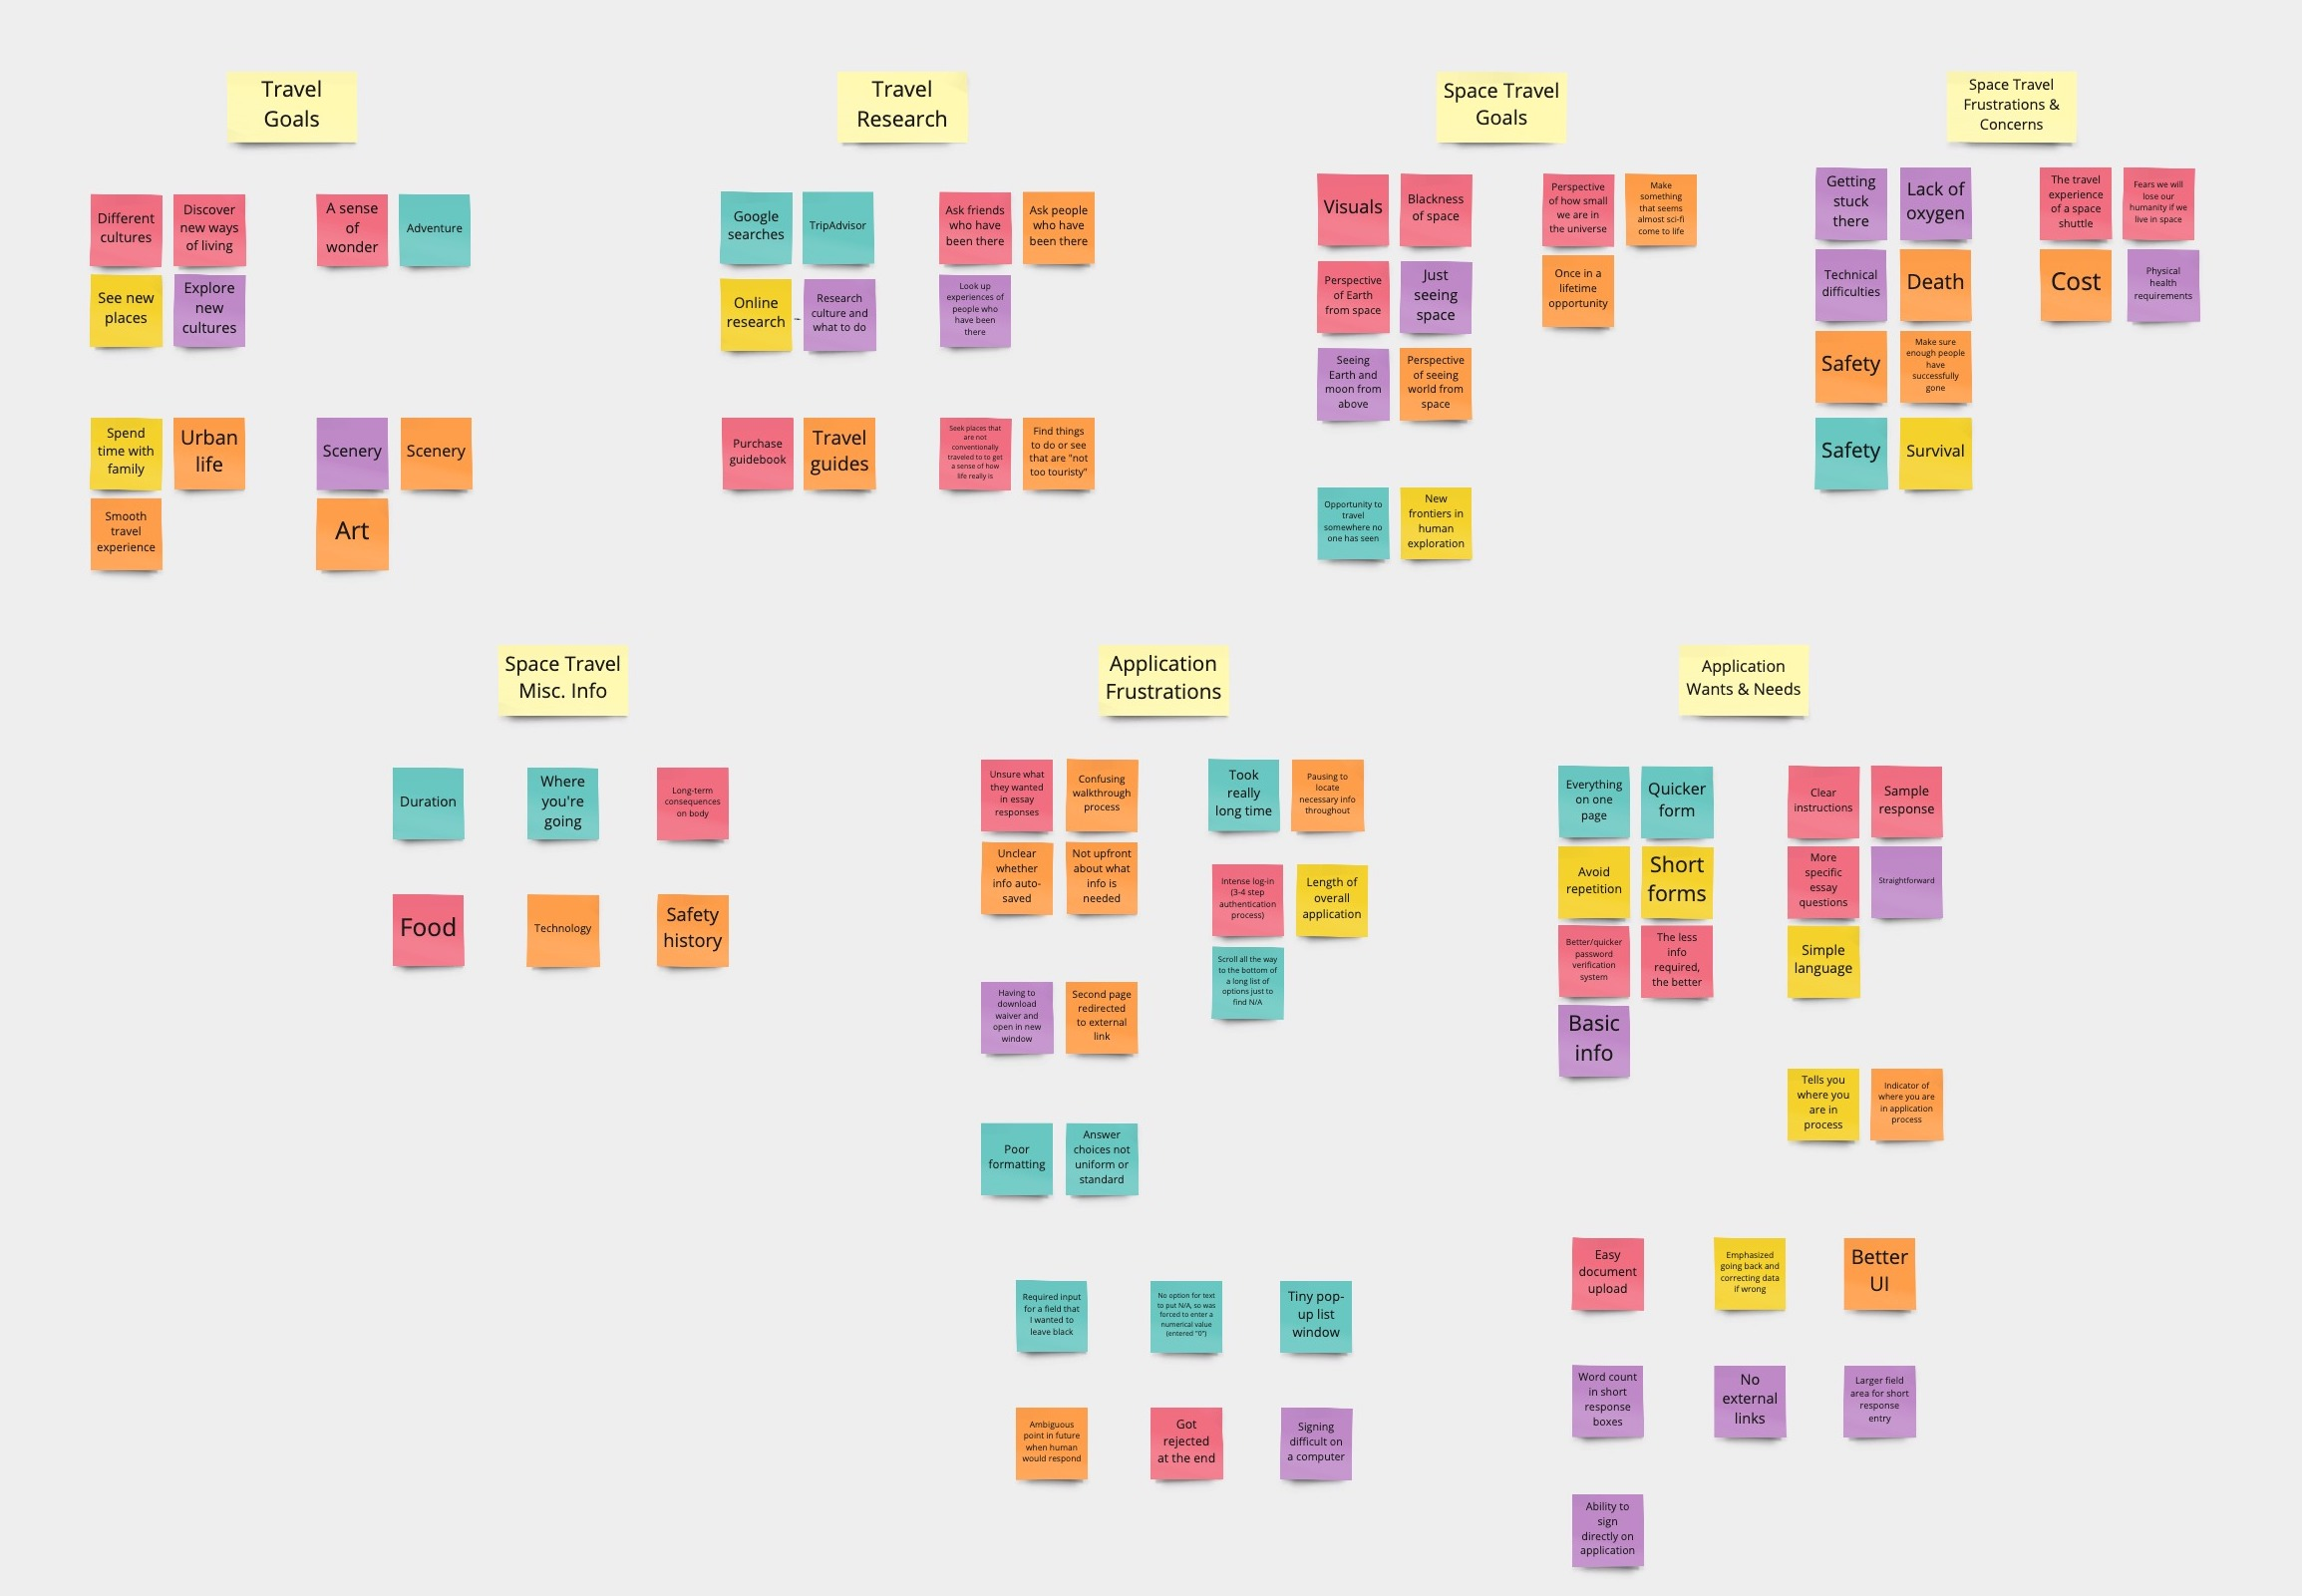 Travel
Goals
Different
cultures
Discover
new ways
of living
A sense
of
wonder
Adventure
See new
places
Explore
new
cultures
Spend
time with
family
Urban
life
Scenery
Scenery
Smooth
travel
experience
Art
Travel
Research
Google
searches
TripAdvisor
Ask friends
who have
been there
Ask people
who have
been there
Online
research
Research
culture and
what to do
Look up
experiences of
people who
have been
there
Purchase
guidebook
Travel
guides
Seek places that
are not
conventionally
traveled to to get
a sense of how
life really is
Find things
to do or see
that are "not
too touristy"
Space Travel
Goals
Visuals
Blackness
of space
Perspective
of how small
we are in
the universe
Make
something
that seems
almost sci-fi
come to life
Perspective
of Earth
from space
Just
seeing
space
Once in a
lifetime
opportunity
Seeing
Earth and
moon from
above
Perspective
of seeing
world from
space
Opportunity to
travel
somewhere no
one has seen
New
frontiers in
human
exploration
Space Travel
Frustrations &
Concerns
Getting
stuck
there
Lack of
oxygen
The travel
experience
of a space
shuttle
Fears we will
lose our
humanity if we
live in space
Technical
difficulties
Death
Cost
Physical
health
requirements
Safety
Make sure
enough people
have
successfully
gone
Safety
Survival
Space Travel
Misc. Info
Duration
Where
you're
going
Long-term
consequences
on body
Food
Technology
Safety
history
Application
Frustrations
Unsure what
they wanted
in essay
responses
Confusing
walkthrough
process
Took
really
long time
Pausing to
locate
necessary info
throughout
Unclear
whether
info auto-
saved
Not upfront
about what
info is
needed
Intense log-in
(3-4 step
authentication
process)
Length of
overall
application
Scroll all the way
to the bottom of
a long list of
options just to
find N/A
Having to
download
waiver and
open in new
window
Second page
redirected
to external
link
Poor
formatting
Answer
choices not
uniform or
standard
Required input
for a field that
I wanted to
leave black
No option for text
to put N/A, so was
forced to enter a
numerical value
(entered "0")
Tiny pop-
up list
window
Ambiguous
point in future
when human
would respond
Got
rejected
at the end
Signing
difficult on
a computer
Application
Wants & Needs
Everything
on one
page
Quicker
form
Clear
instructions
Sample
response
Avoid
repetition
Short
forms
More
specific
essay
questions
Straightforward
Better/quicker
password
verification
system
The less
info
required,
the better
Simple
language
Basic
info
Tells you
where you
are in
process
Indicator of
where you are
in application
process
Easy
document
upload
Emphasized
going back and
correcting data
if wrong
Better
UI
Word count
in short
response
boxes
No
external
links
Larger field
area for short
response
entry
Ability to
sign
directly on
application